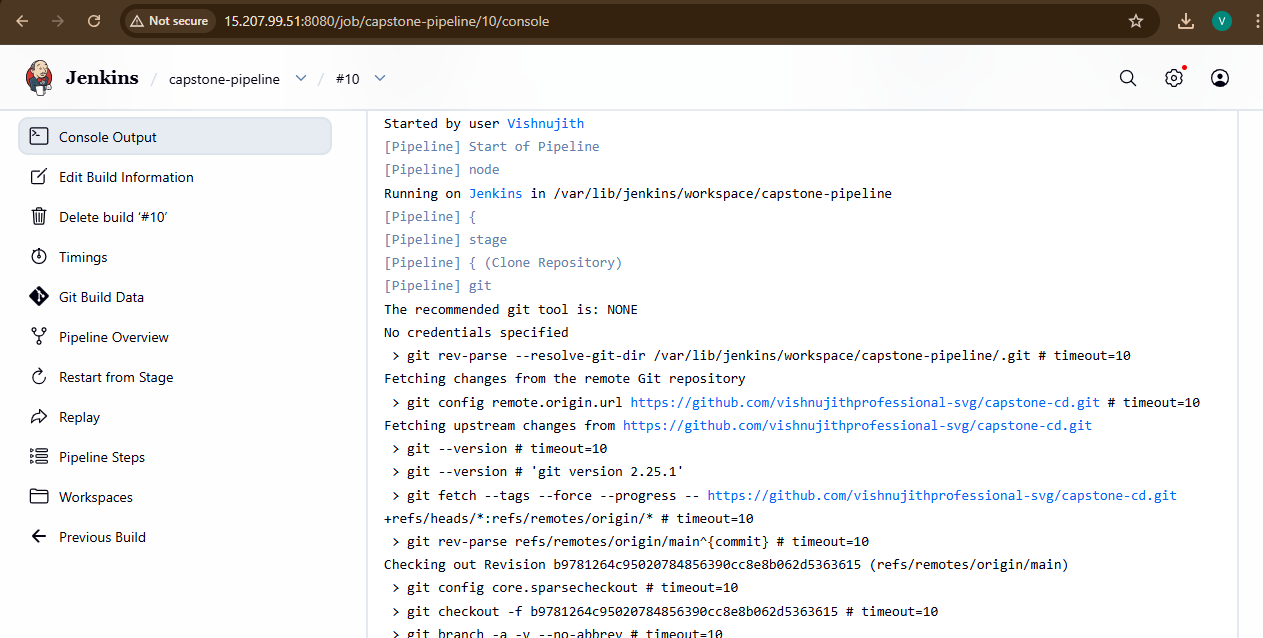 Not secure 15.207.99.51:8080/job/capstone-pipeline/10/console V
Jenkins / capstone-pipeline / #10
Console Output
Edit Build Information
Delete build ‘#10’
Timings
Git Build Data
Pipeline Overview
Restart from Stage
Replay
Pipeline Steps
Workspaces
Previous Build
Started by user Vishnujith
[Pipeline] Start of Pipeline
[Pipeline] node
Running on Jenkins in /var/lib/jenkins/workspace/capstone-pipeline
[Pipeline] {
[Pipeline] stage
[Pipeline] { (Clone Repository)
[Pipeline] git
The recommended git tool is: NONE
No credentials specified
> git rev-parse --resolve-git-dir /var/lib/jenkins/workspace/capstone-pipeline/.git # timeout=10
Fetching changes from the remote Git repository
> git config remote.origin.url https://github.com/vishnujithprofessional-svg/capstone-cd.git # timeout=10
Fetching upstream changes from https://github.com/vishnujithprofessional-svg/capstone-cd.git
> git --version # timeout=10
> git --version # 'git version 2.25.1'
> git fetch --tags --force --progress -- https://github.com/vishnujithprofessional-svg/capstone-cd.git
+refs/heads/*:refs/remotes/origin/* # timeout=10
> git rev-parse refs/remotes/origin/main^{commit} # timeout=10
Checking out Revision b9781264c95020784856390cc8e8b062d5363615 (refs/remotes/origin/main)
> git config core.sparsecheckout # timeout=10
> git checkout -f b9781264c95020784856390cc8e8b062d5363615 # timeout=10
> git branch -a -v --no-abbrev # timeout=10